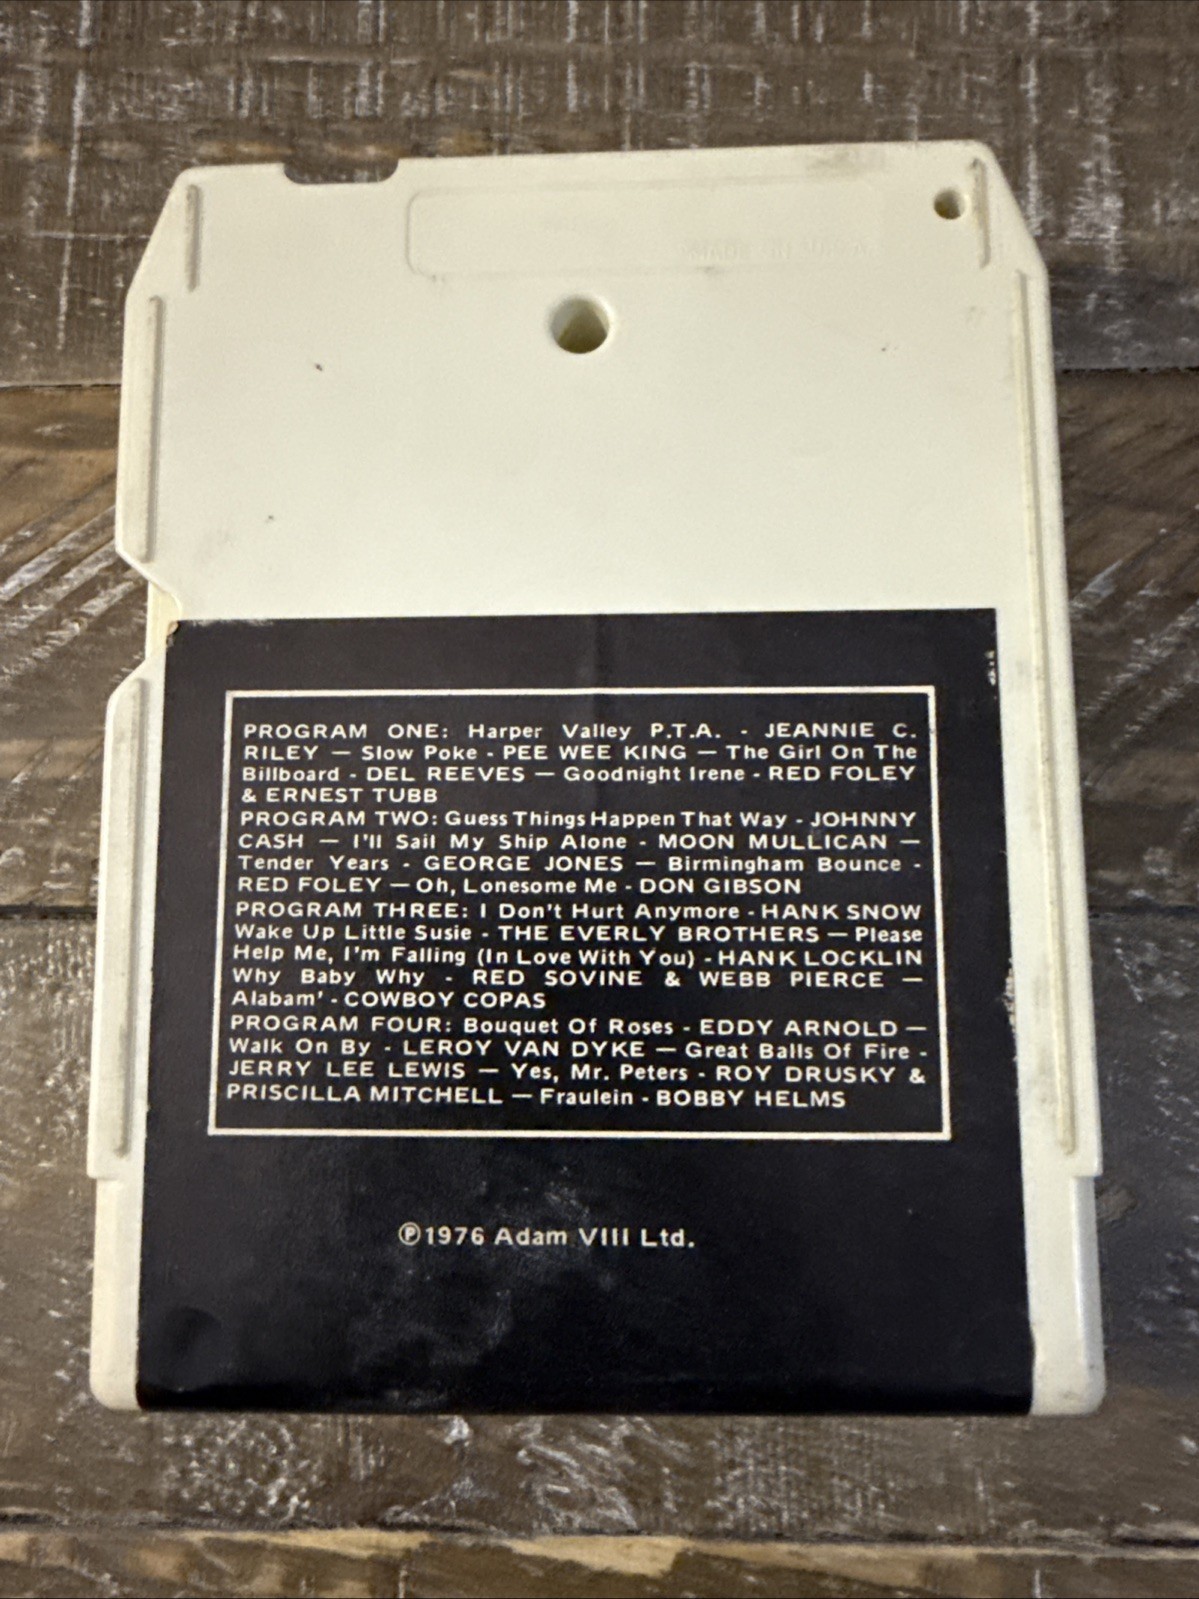 MADE IN U.S.A.
PROGRAM ONE: Harper Valley P.T.A. - JEANNIE C.
RILEY — Slow Poke - PEE WEE KING — The Girl On The
Billboard - DEL REEVES — Goodnight Irene - RED FOLEY
& ERNEST TUBB
PROGRAM TWO: Guess Things Happen That Way - JOHNNY
CASH — I'll Sail My Ship Alone - MOON MULLICAN —
Tender Years - GEORGE JONES — Birmingham Bounce -
RED FOLEY — Oh, Lonesome Me - DON GIBSON
PROGRAM THREE: I Don't Hurt Anymore - HANK SNOW
Wake Up Little Susie - THE EVERLY BROTHERS — Please
Help Me, I'm Falling (In Love With You) - HANK LOCKLIN
Why Baby Why - RED SOVINE & WEBB PIERCE —
Alabam' - COWBOY COPAS
PROGRAM FOUR: Bouquet Of Roses - EDDY ARNOLD —
Walk On By - LEROY VAN DYKE — Great Balls Of Fire -
JERRY LEE LEWIS — Yes, Mr. Peters - ROY DRUSKY &
PRISCILLA MITCHELL — Fraulein - BOBBY HELMS
℗1976 Adam VIII Ltd.